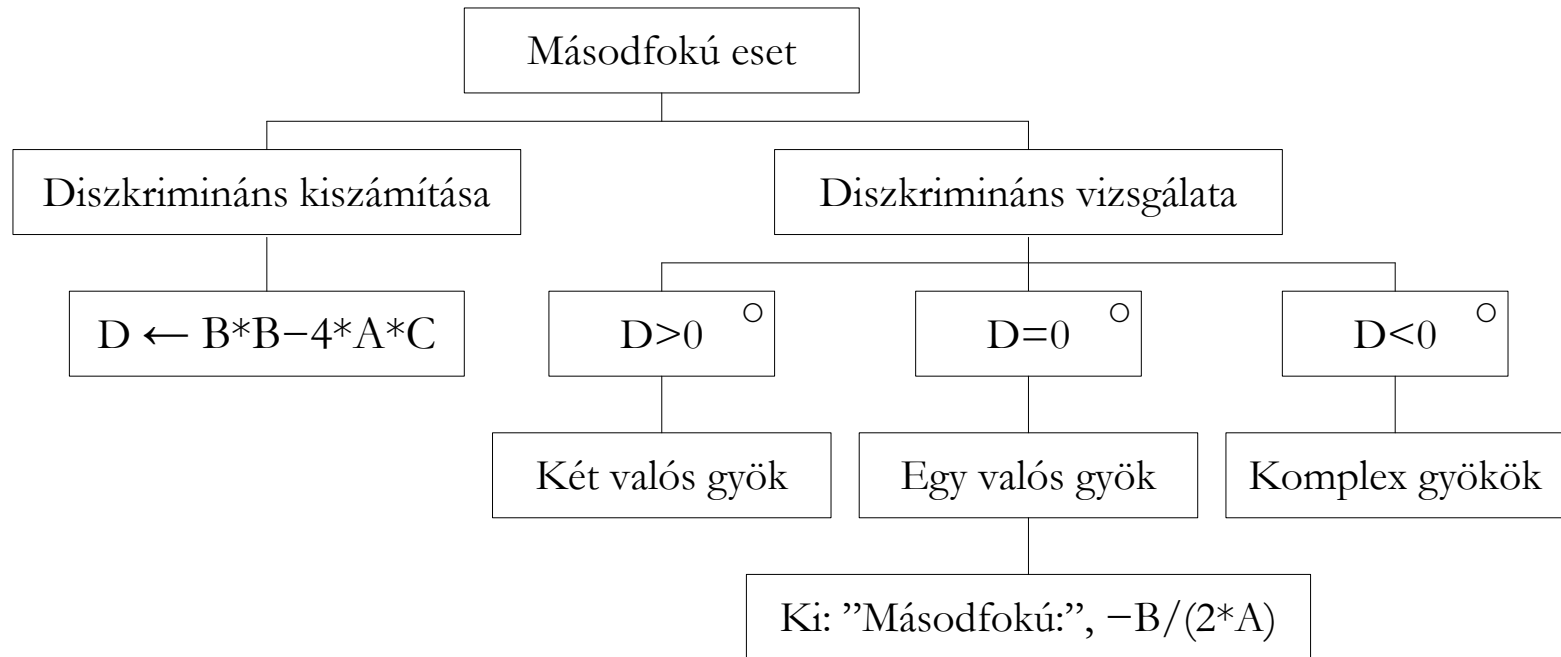 Másodfokú eset
Diszkrimináns kiszámítása
Diszkrimináns vizsgálata
D ← B*B−4*A*C
D>0
D=0
D<0
Két valós gyök
Egy valós gyök
Komplex gyökök
Ki: ”Másodfokú:”, −B/(2*A)